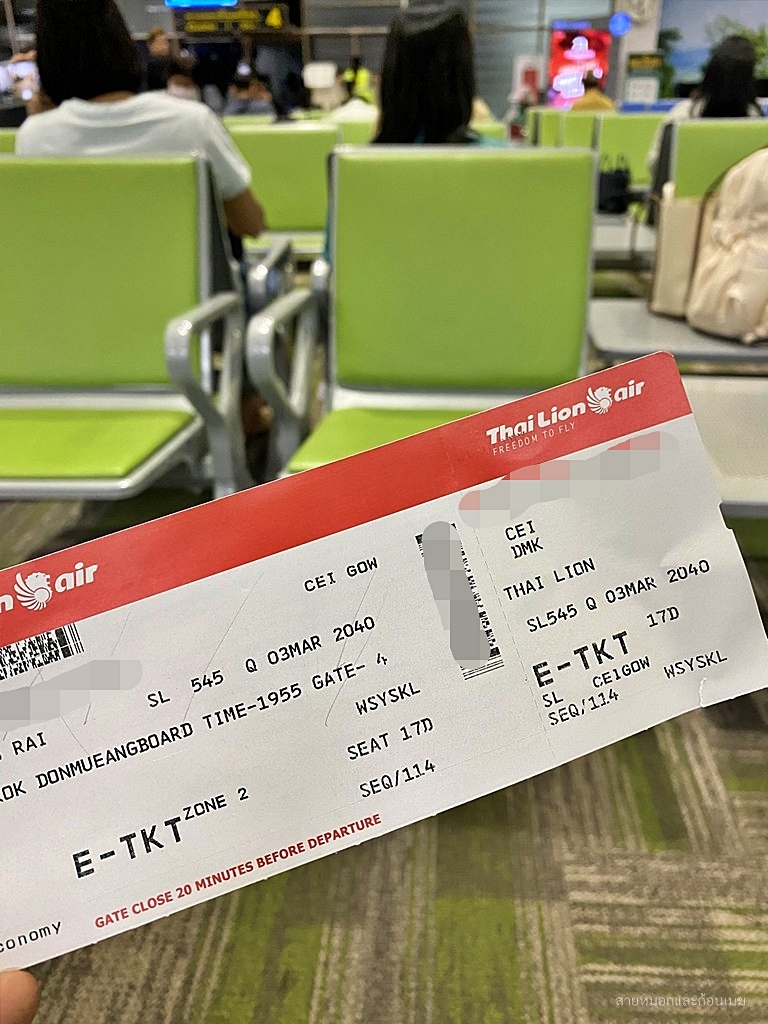 4
Thai Lion air
FREEDOM TO FLY
n air
CEI GOW
SL 545 Q 03MAR 2040
RAI
OK DONMUEANGBOARD TIME-1955 GATE- 4
WSYSKL
SEAT 17D
SEQ/114
E-TKT ZONE 2
GATE CLOSE 20 MINUTES BEFORE DEPARTURE
conomy
CEI
DMK
THAI LION
SL545 Q 03MAR 2040
17D
E-TKT
SL CEIGOW WSYSKL
SEQ/114
สายหมอกและก้อนเมฆ